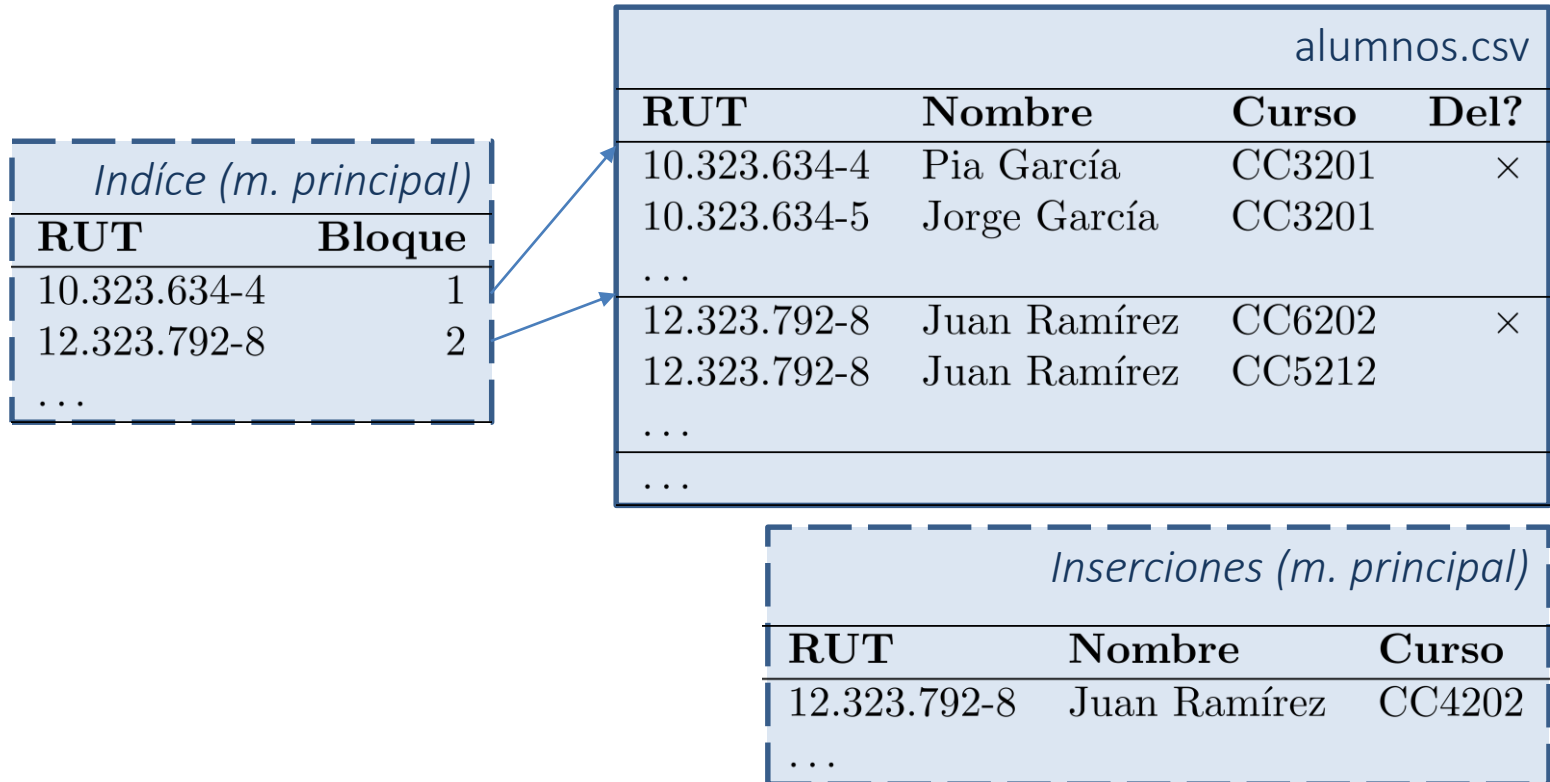 Indíce (m. principal)
RUT Bloque
10.323.634-4 1
12.323.792-8 2
...
alumnos.csv
RUT Nombre Curso Del?
10.323.634-4 Pia García CC3201 ×
10.323.634-5 Jorge García CC3201
...
12.323.792-8 Juan Ramírez CC6202 ×
12.323.792-8 Juan Ramírez CC5212
...
...
Inserciones (m. principal)
RUT Nombre Curso
12.323.792-8 Juan Ramírez CC4202
...